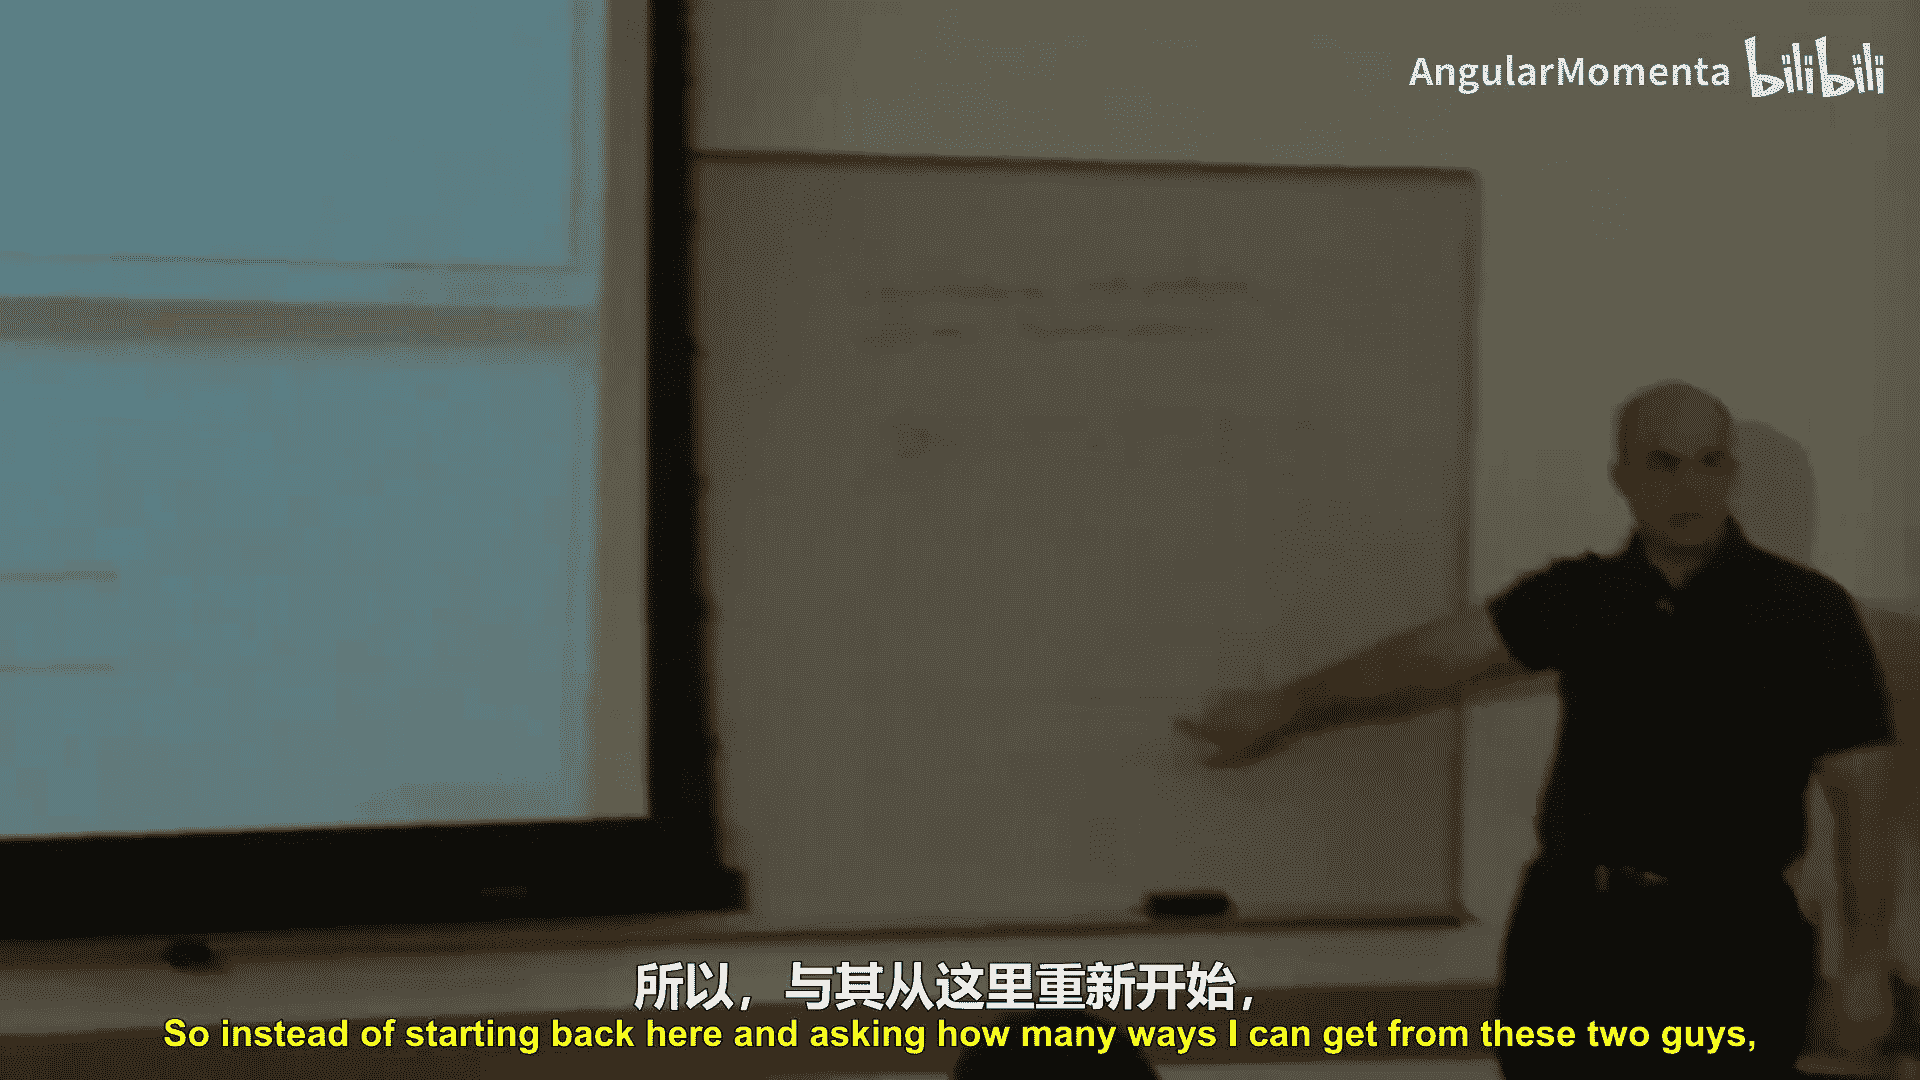 AngularMomenta bilibili
所以，与其从这里重新开始，
So instead of starting back here and asking how many ways I can get from these two guys,